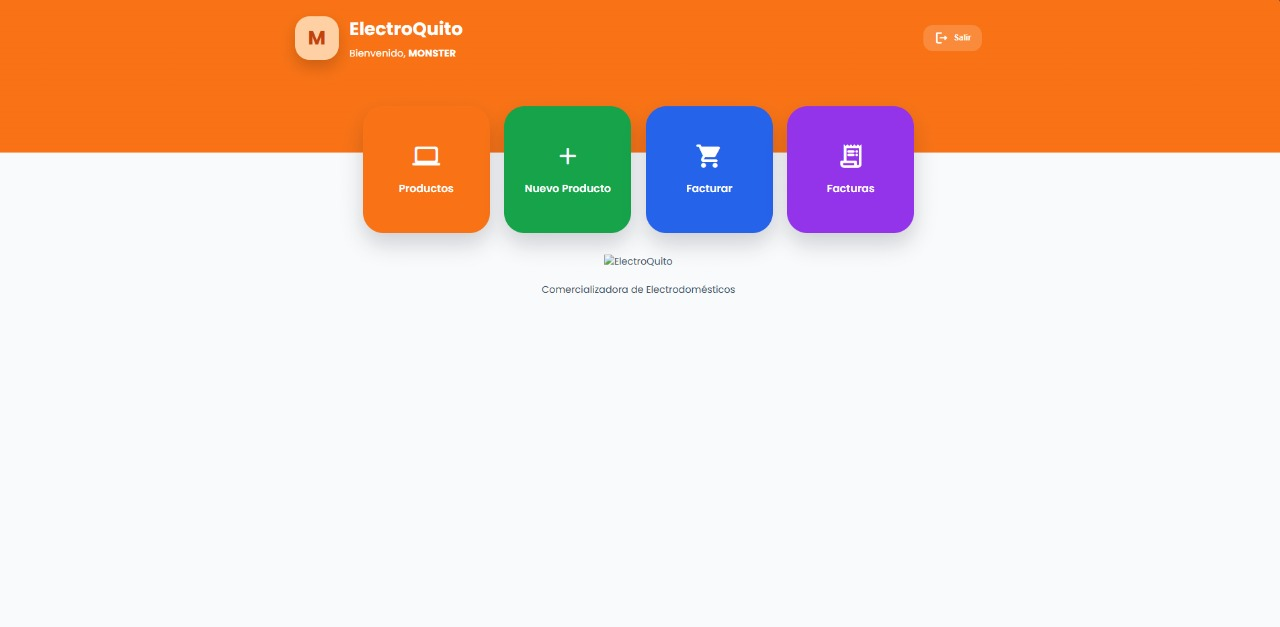 M
ElectroQuito
Bienvenido, MONSTER
Salir
Productos
Nuevo Producto
Facturar
Facturas
ElectroQuito
Comercializadora de Electrodomésticos